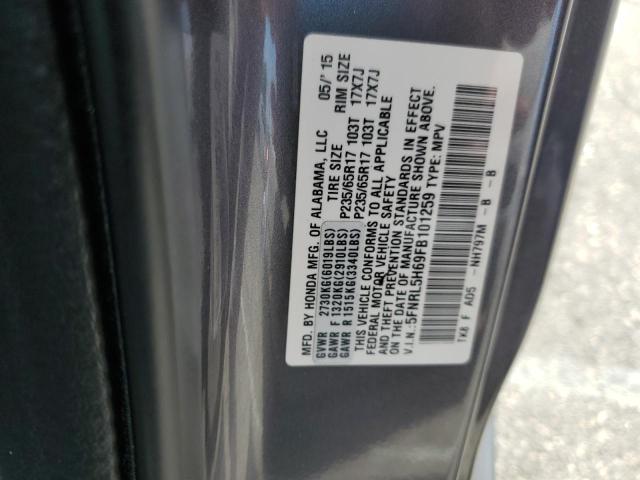 MFD. BY HONDA MFG. OF ALABAMA, LLC 05/'15
TIRE SIZE RIM SIZE
GVWR 2730KG(6019LBS)
GAWR F 1320KG(2910LBS) P235/65R17 103T 17X7J
GAWR R 1515KG(3340LBS) P235/65R17 103T 17X7J
THIS VEHICLE CONFORMS TO ALL APPLICABLE
FEDERAL MOTOR VEHICLE SAFETY
AND THEFT PREVENTION STANDARDS IN EFFECT
ON THE DATE OF MANUFACTURE SHOWN ABOVE.
V.I.N.:5FNRL5H69FB101259 TYPE: MPV
TK8 F A05 -NH797M -B -B